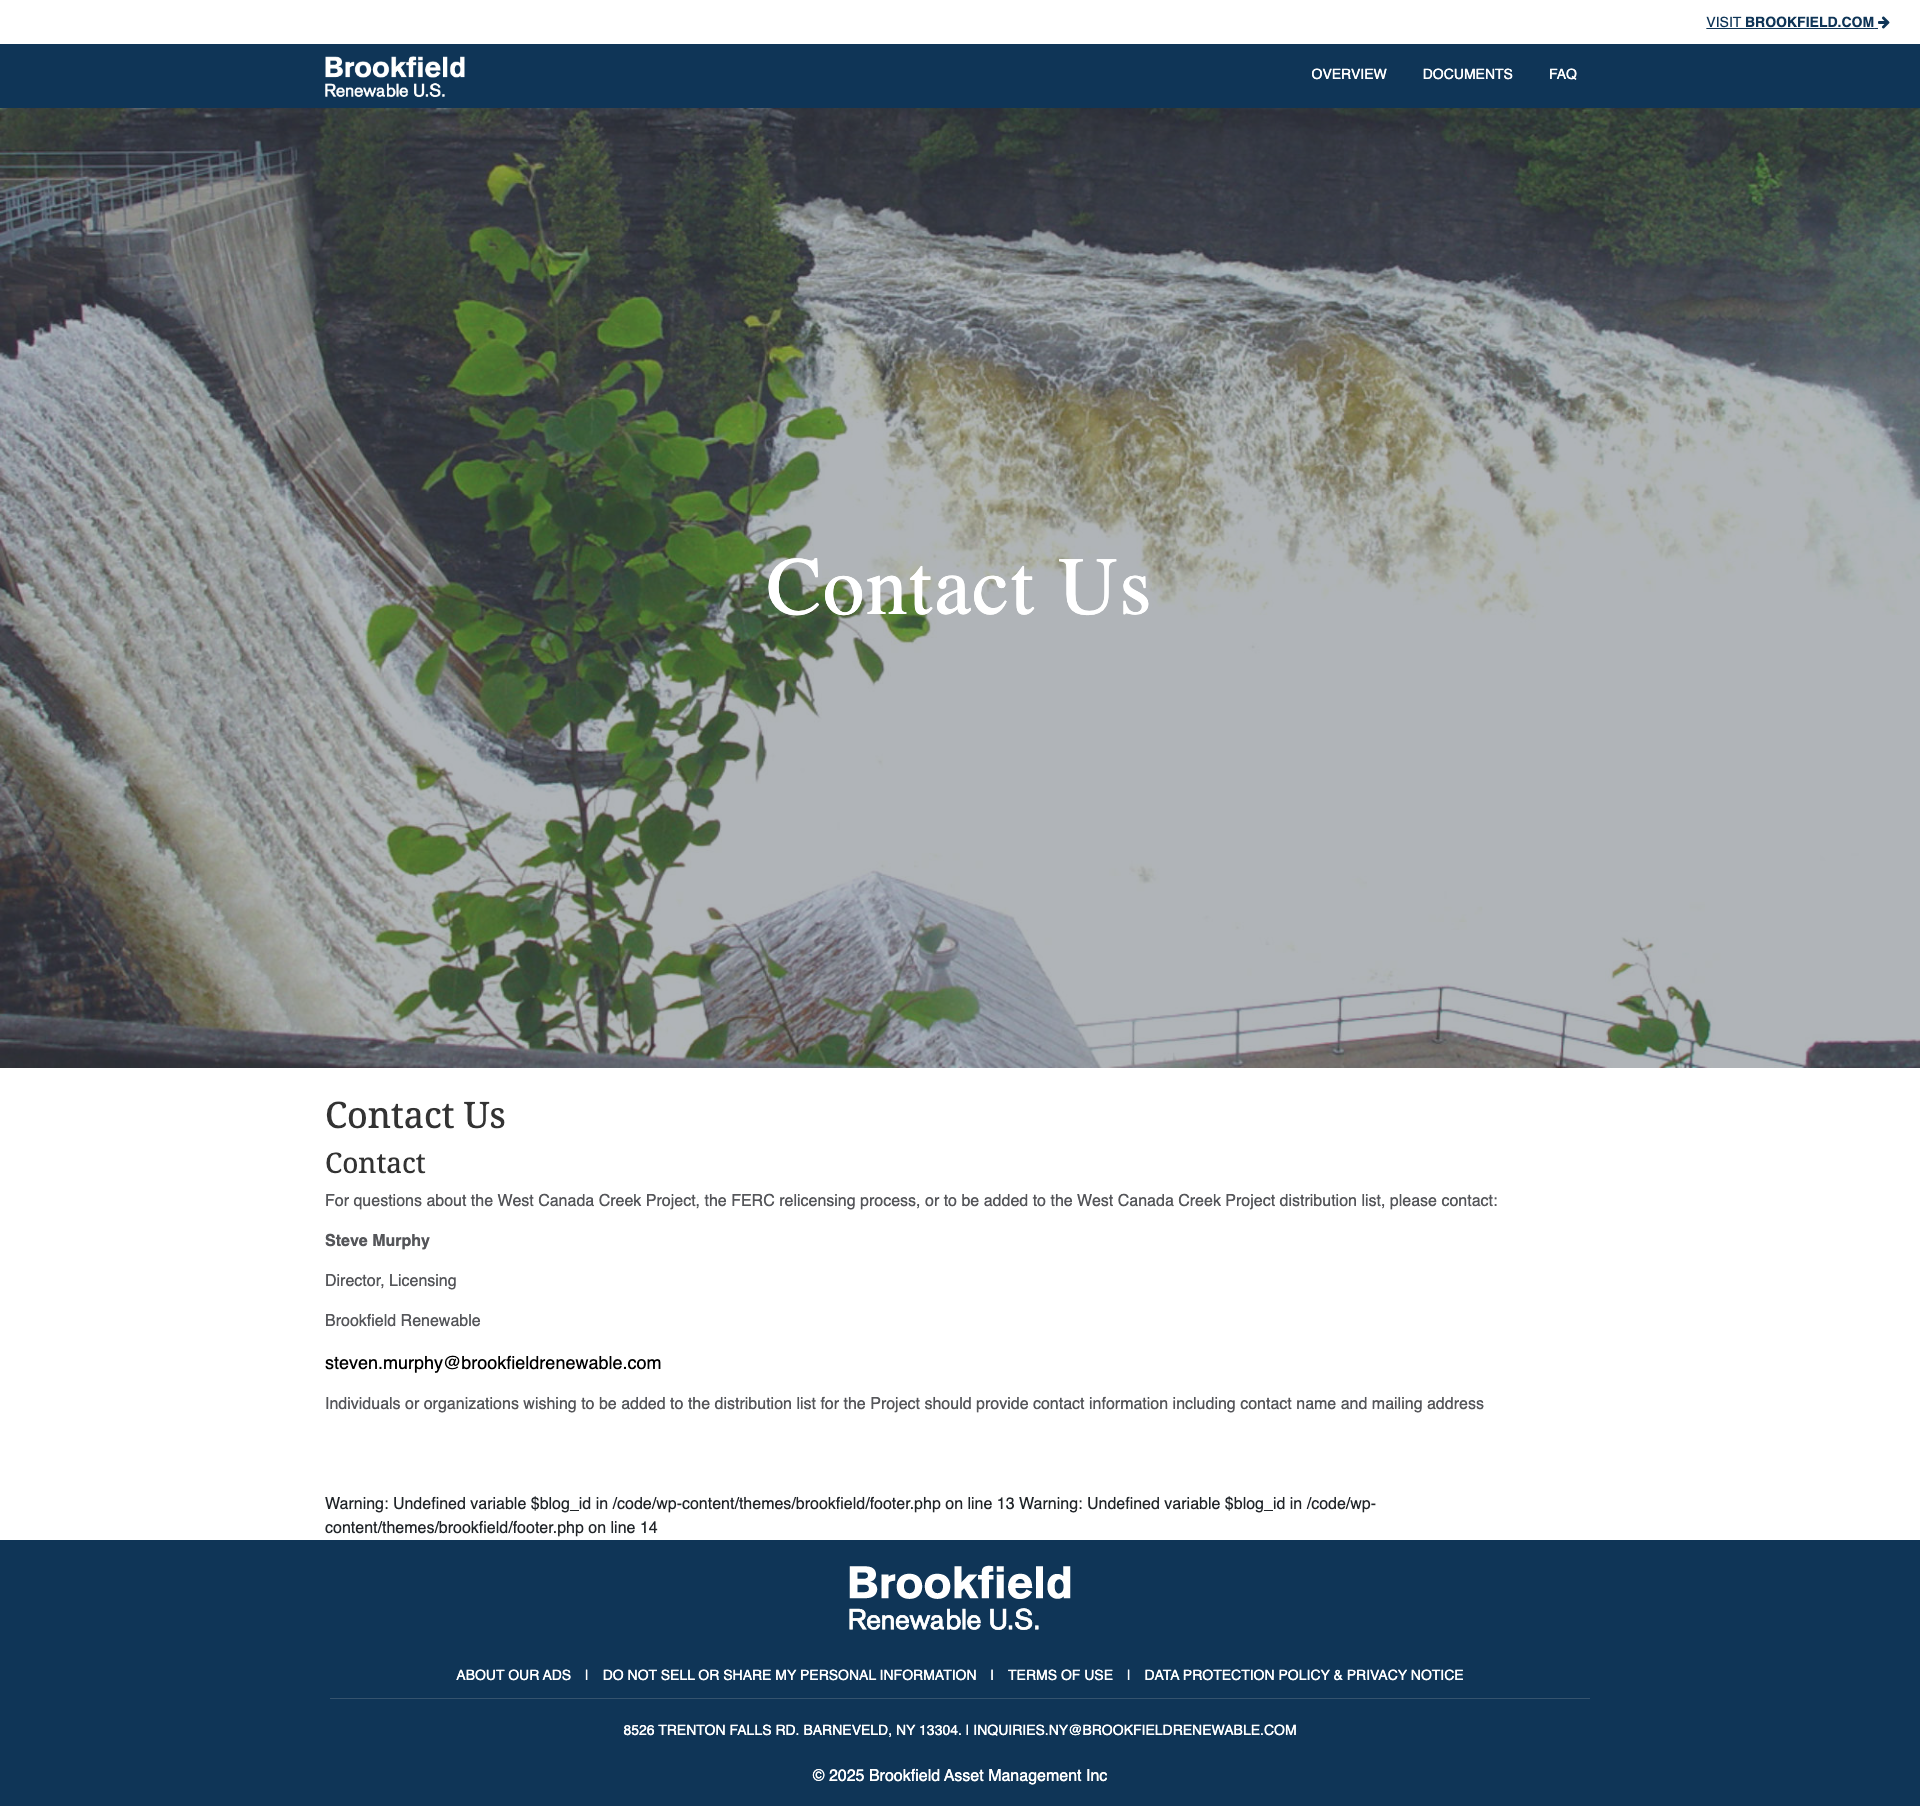 VISIT BROOKFIELD.COM
Brookfield
Renewable U.S.
OVERVIEW DOCUMENTS FAQ
Contact Us
Contact Us
Contact
For questions about the West Canada Creek Project, the FERC relicensing process, or to be added to the West Canada Creek Project distribution list, please contact:
Steve Murphy
Director, Licensing
Brookfield Renewable
steven.murphy@brookfieldrenewable.com
Individuals or organizations wishing to be added to the distribution list for the Project should provide contact information including contact name and mailing address
Warning: Undefined variable $blog_id in /code/wp-content/themes/brookfield/footer.php on line 13 Warning: Undefined variable $blog_id in /code/wp-
content/themes/brookfield/footer.php on line 14
Brookfield
Renewable U.S.
ABOUT OUR ADS | DO NOT SELL OR SHARE MY PERSONAL INFORMATION | TERMS OF USE | DATA PROTECTION POLICY & PRIVACY NOTICE
8526 TRENTON FALLS RD. BARNEVELD, NY 13304. | INQUIRIES.NY@BROOKFIELDRENEWABLE.COM
© 2025 Brookfield Asset Management Inc